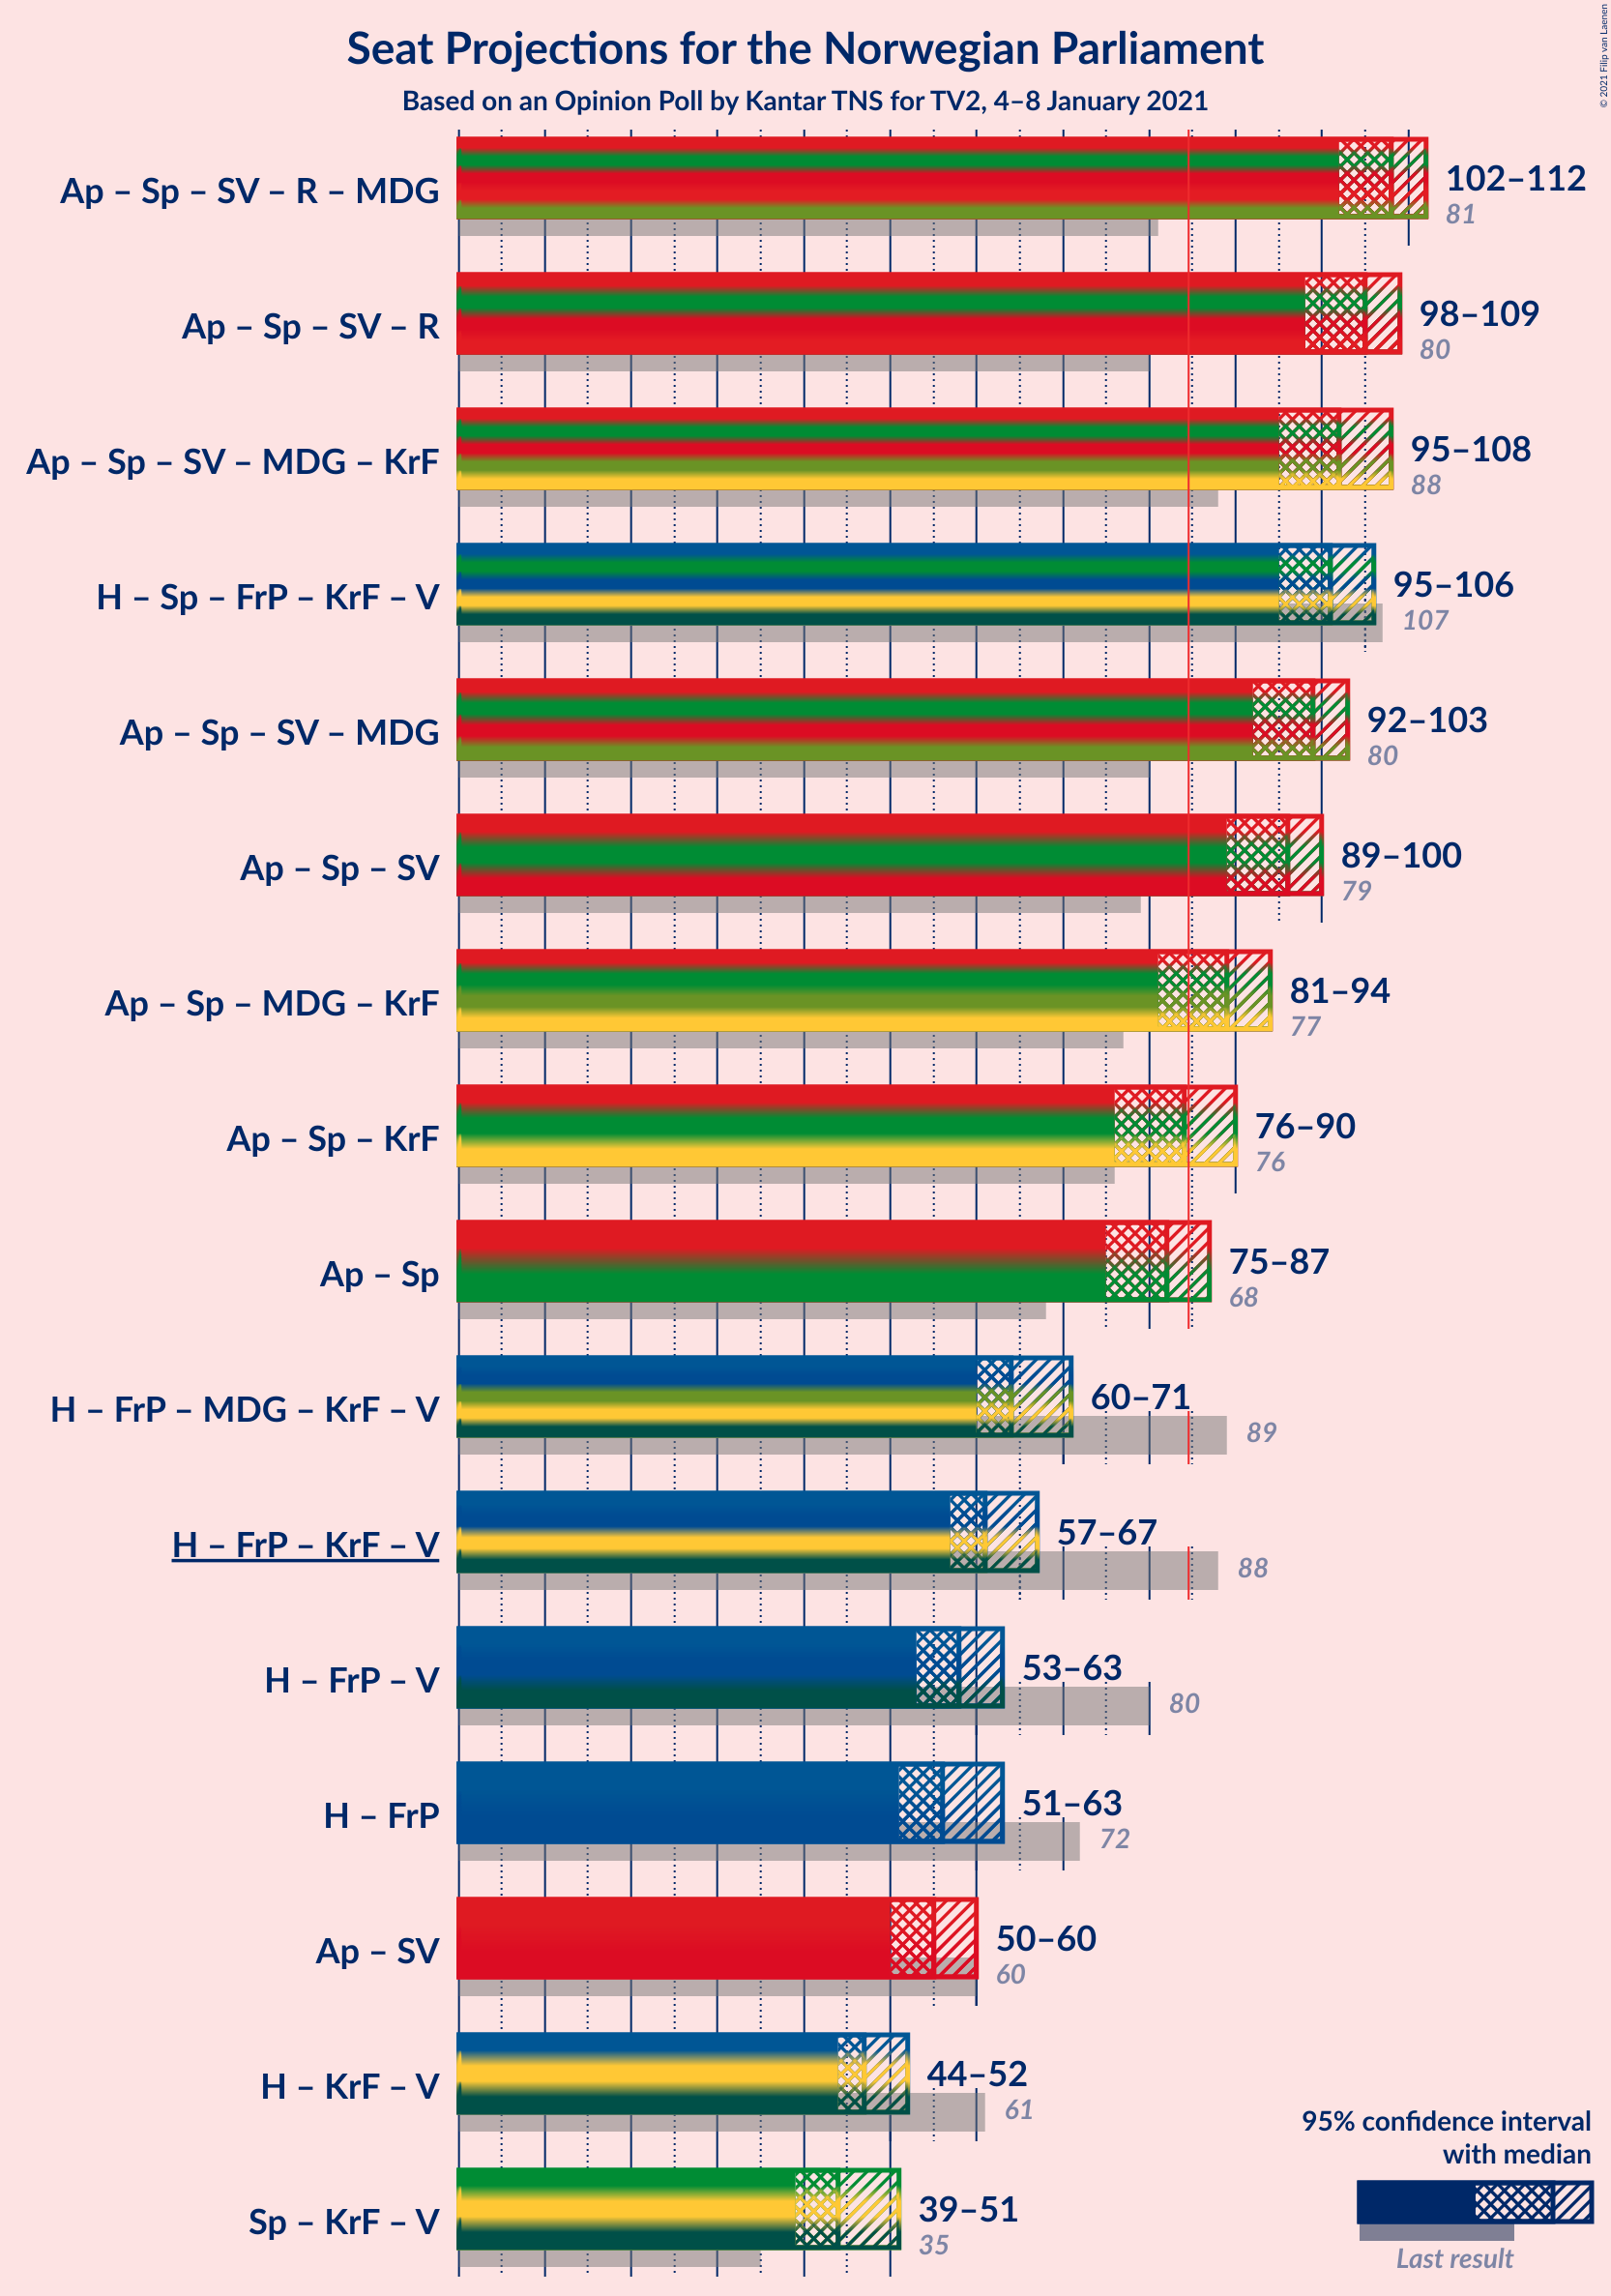 © 2021 Filip van Laenen
Seat Projections for the Norwegian Parliament
Based on an Opinion Poll by Kantar TNS for TV2, 4–8 January 2021
Ap – Sp – SV – R – MDG
102–112
81
Ap – Sp – SV – R
98–109
80
Ap – Sp – SV – MDG – KrF
95–108
88
H – Sp – FrP – KrF – V
95–106
107
Ap – Sp – SV – MDG
92–103
80
Ap – Sp – SV
89–100
79
Ap – Sp – MDG – KrF
81–94
77
Ap – Sp – KrF
76–90
76
Ap – Sp
75–87
68
H – FrP – MDG – KrF – V
60–71
89
H – FrP – KrF – V
57–67
88
H – FrP – V
53–63
80
H – FrP
51–63
72
Ap – SV
50–60
60
H – KrF – V
44–52
61
Sp – KrF – V
39–51
35
95% confidence interval
with median
Last result